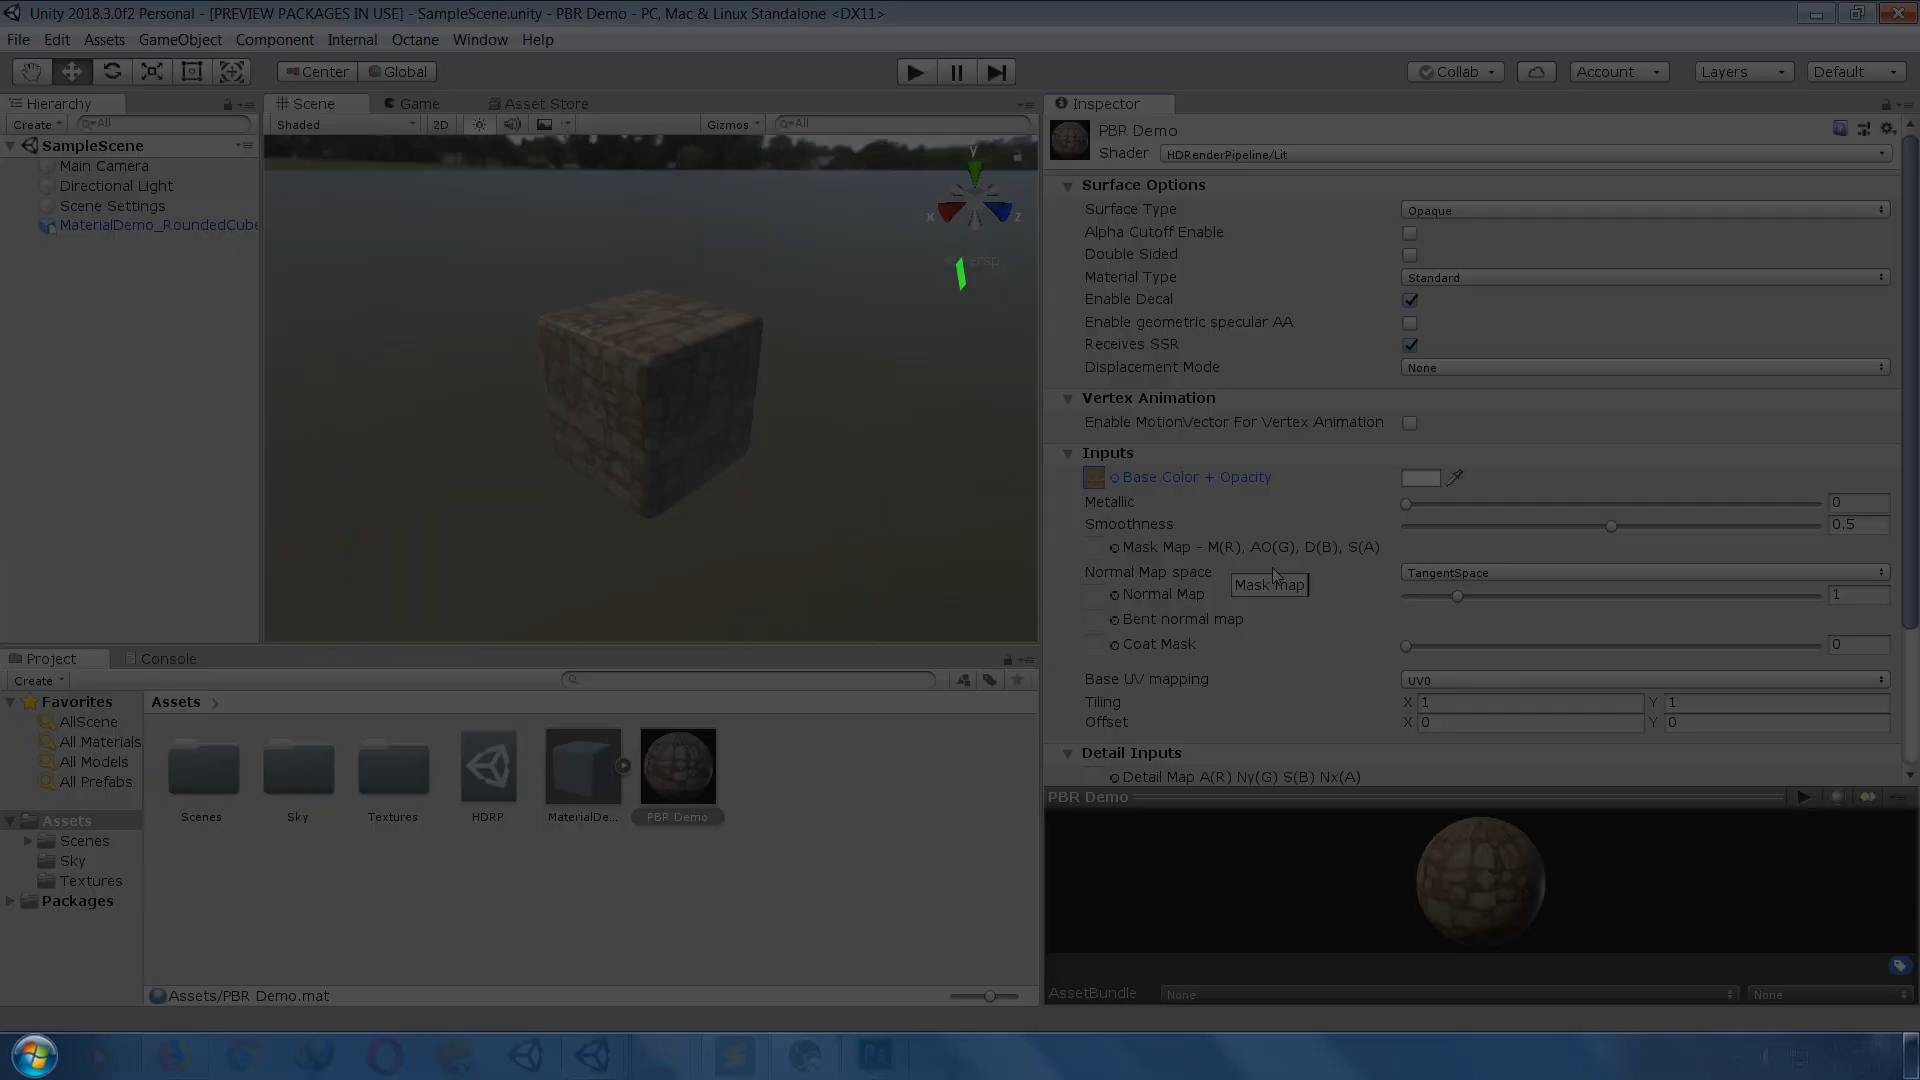 Unity 2018.3.0f2 Personal - [PREVIEW PACKAGES IN USE] - SampleScene.unity - PBR Demo - PC, Mac & Linux Standalone <DX11>
File Edit Assets GameObject Component Internal Octane Window Help
Center Global Collab Account Layers Default
Hierarchy Scene Game Asset Store Inspector
Create All Shaded 2D Gizmos All
PBR Demo
Shader HDRenderPipeline/Lit
SampleScene
Main Camera
Directional Light
Scene Settings
MaterialDemo_RoundedCube
y
x
z
Persp
Surface Options
Surface Type Opaque
Alpha Cutoff Enable
Double Sided
Material Type Standard
Enable Decal
Enable geometric specular AA
Receives SSR
Displacement Mode None
Vertex Animation
Enable MotionVector For Vertex Animation
Inputs
Base Color + Opacity
Metallic 0
Smoothness 0.5
Mask Map - M(R), AO(G), D(B), S(A)
Normal Map space TangentSpace
Mask map
Normal Map 1
Bent normal map
Coat Mask 0
Base UV mapping UV0
Tiling X 1 Y 1
Offset X 0 Y 0
Detail Inputs
Detail Map A(R) Ny(G) S(B) Nx(A)
PBR Demo
AssetBundle None None
Project Console
Create
Favorites
AllScene
All Materials
All Models
All Prefabs
Assets
Scenes
Sky
Textures
Packages
Assets
Scenes Sky Textures HDRP MaterialDe... PBR Demo
Assets/PBR Demo.mat
Ps